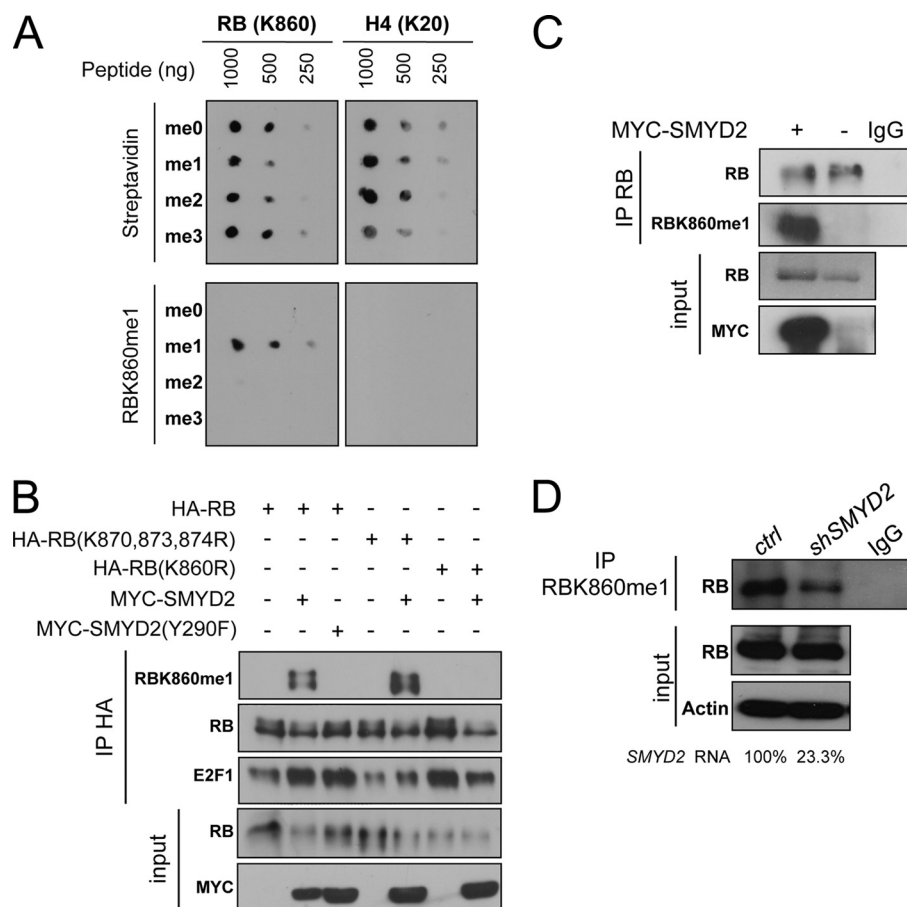 A
RB (K860) H4 (K20)
Peptide (ng) 1000 500 250 1000 500 250
Streptavidin
me0
me1
me2
me3
RBK860me1
me0
me1
me2
me3
B
HA-RB + + + - - - -
HA-RB(K870,873,874R) - - - + + - -
HA-RB(K860R) - - - - - + +
MYC-SMYD2 - + - - + - +
MYC-SMYD2(Y290F) - - + - - - -
IP HA
RBK860me1
RB
E2F1
input
RB
MYC
C
MYC-SMYD2 + - IgG
IP RB
RB
RBK860me1
input
RB
MYC
D
ctrl shSMYD2 IgG
IP
RBK860me1 RB
input
RB
Actin
SMYD2 RNA 100% 23.3%